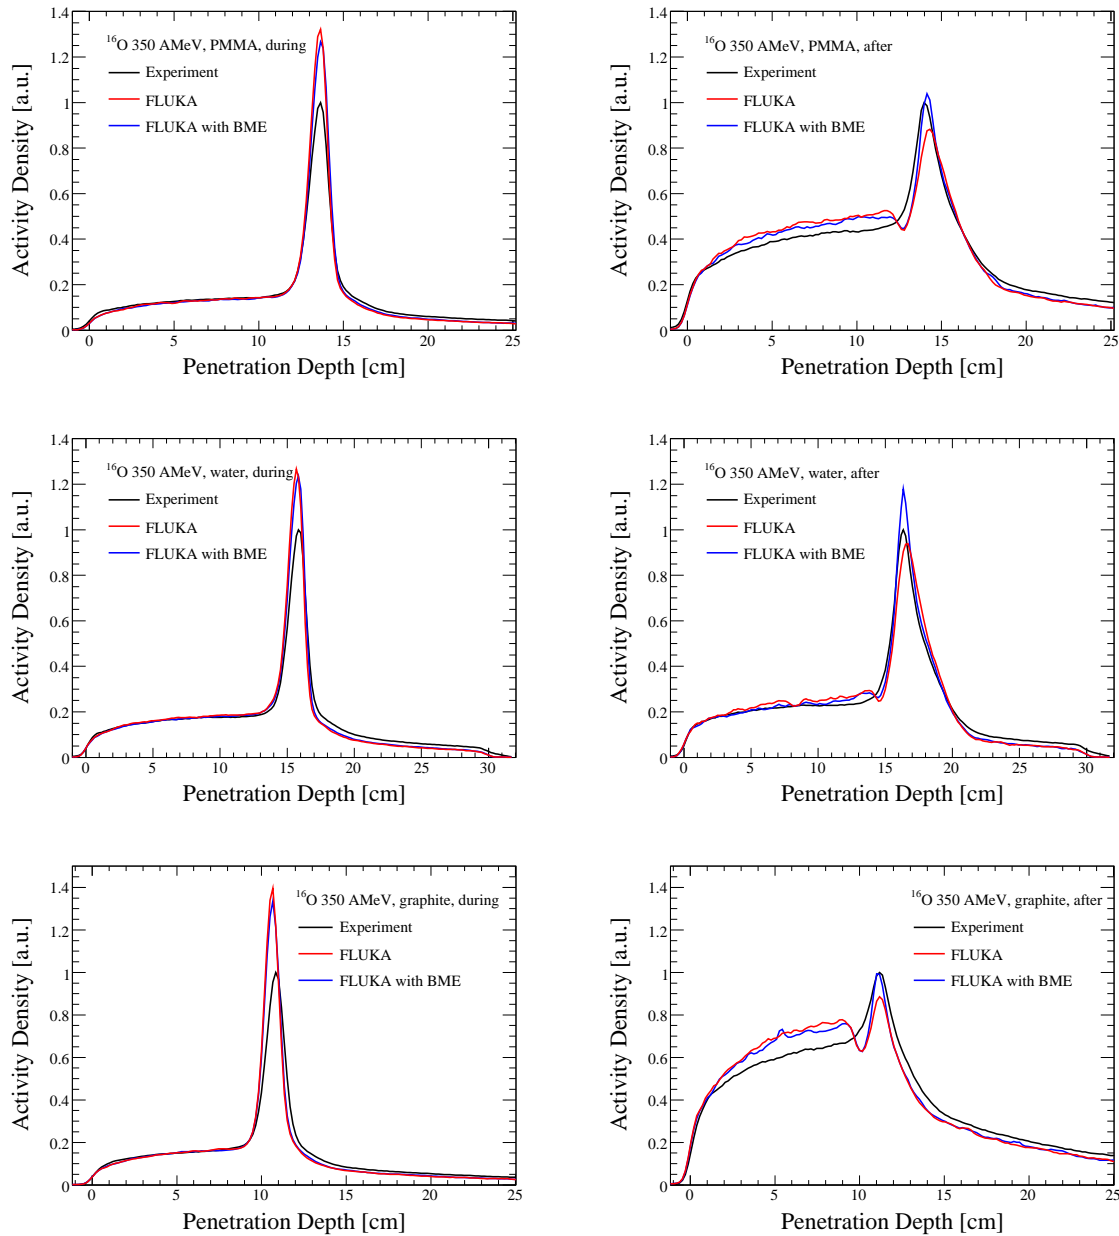 1.4
1.2
1
0.8
0.6
0.4
0.2
0
Activity Density [a.u.]
16O 350 AMeV, PMMA, during
Experiment
FLUKA
FLUKA with BME
0 5 10 15 20 25
Penetration Depth [cm]
1.4
1.2
1
0.8
0.6
0.4
0.2
0
Activity Density [a.u.]
16O 350 AMeV, PMMA, after
Experiment
FLUKA
FLUKA with BME
0 5 10 15 20 25
Penetration Depth [cm]
1.4
1.2
1
0.8
0.6
0.4
0.2
0
Activity Density [a.u.]
16O 350 AMeV, water, during
Experiment
FLUKA
FLUKA with BME
0 5 10 15 20 25 30
Penetration Depth [cm]
1.4
1.2
1
0.8
0.6
0.4
0.2
0
Activity Density [a.u.]
16O 350 AMeV, water, after
Experiment
FLUKA
FLUKA with BME
0 5 10 15 20 25 30
Penetration Depth [cm]
1.4
1.2
1
0.8
0.6
0.4
0.2
0
Activity Density [a.u.]
16O 350 AMeV, graphite, during
Experiment
FLUKA
FLUKA with BME
0 5 10 15 20 25
Penetration Depth [cm]
1.4
1.2
1
0.8
0.6
0.4
0.2
0
Activity Density [a.u.]
16O 350 AMeV, graphite, after
Experiment
FLUKA
FLUKA with BME
0 5 10 15 20 25
Penetration Depth [cm]